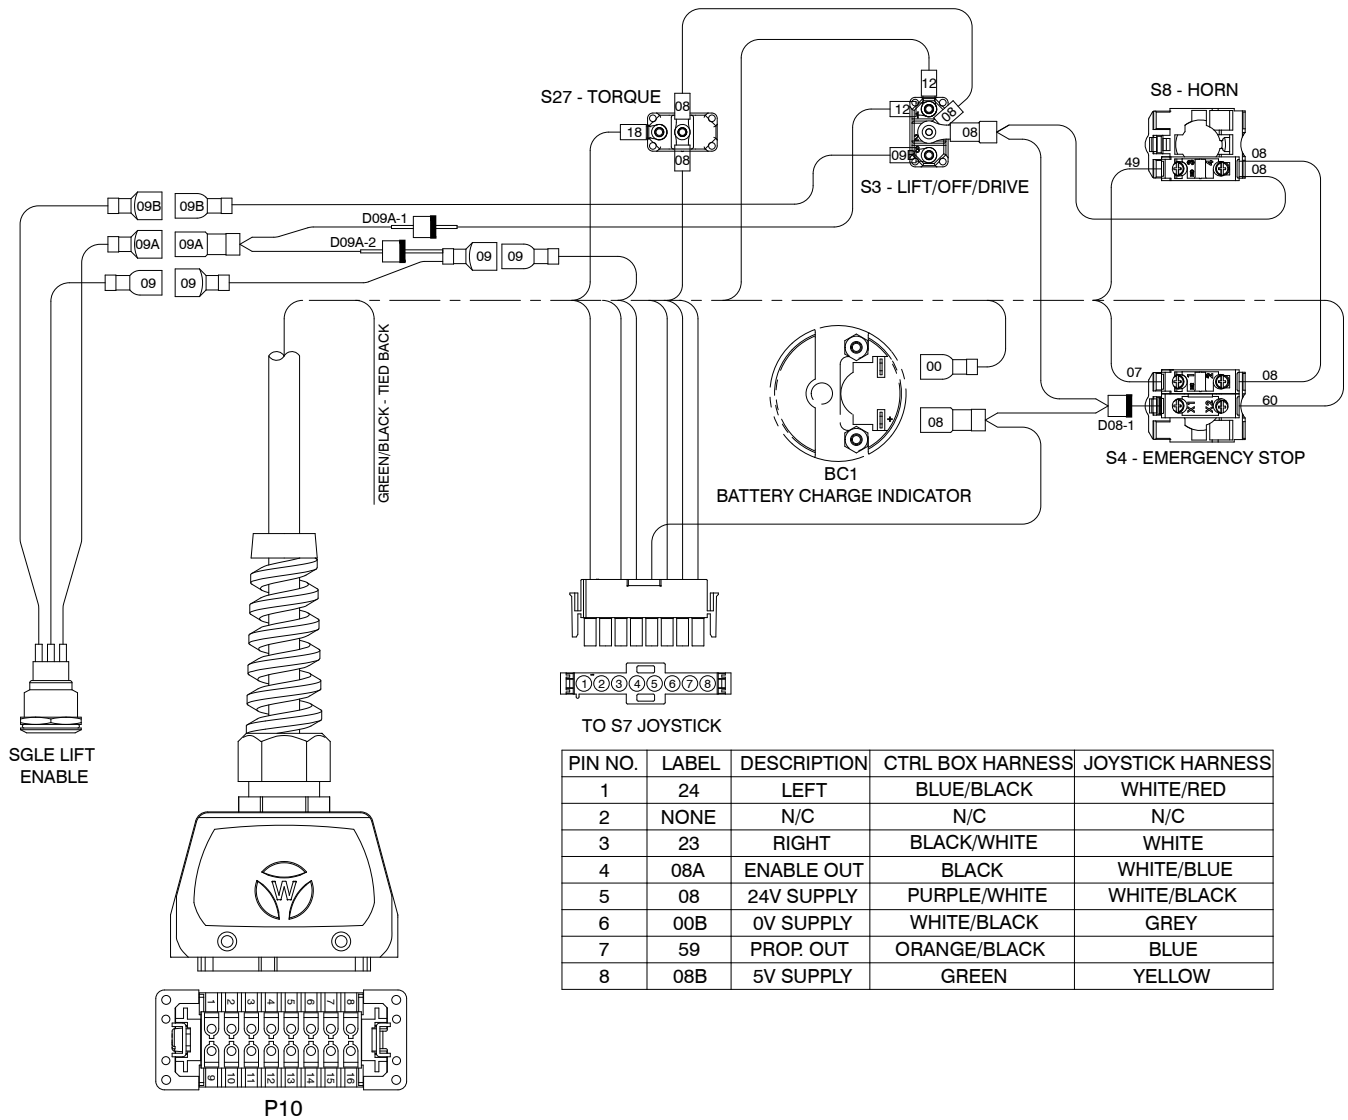 12
S27 - TORQUE
08
S8 - HORN
18
12
08
08
08
09B
49
08
08
S3 - LIFT/OFF/DRIVE
09B
09B
D09A-1
09A
09A
D09A-2
09
09
09
09
GREEN/BLACK - TIED BACK
00
07
08
08
+
X1
X2
60
D08-1
BC1
BATTERY CHARGE INDICATOR
S4 - EMERGENCY STOP
1 2 3 4 5 6 7 8
TO S7 JOYSTICK
SGLE LIFT
ENABLE
PIN NO. LABEL DESCRIPTION CTRL BOX HARNESS JOYSTICK HARNESS
1 24 LEFT BLUE/BLACK WHITE/RED
2 NONE N/C N/C N/C
3 23 RIGHT BLACK/WHITE WHITE
4 08A ENABLE OUT BLACK WHITE/BLUE
5 08 24V SUPPLY PURPLE/WHITE WHITE/BLACK
6 00B 0V SUPPLY WHITE/BLACK GREY
7 59 PROP. OUT ORANGE/BLACK BLUE
8 08B 5V SUPPLY GREEN YELLOW
W
1 2 3 4 5 6 7 8
9 10 11 12 13 14 15 16
P10